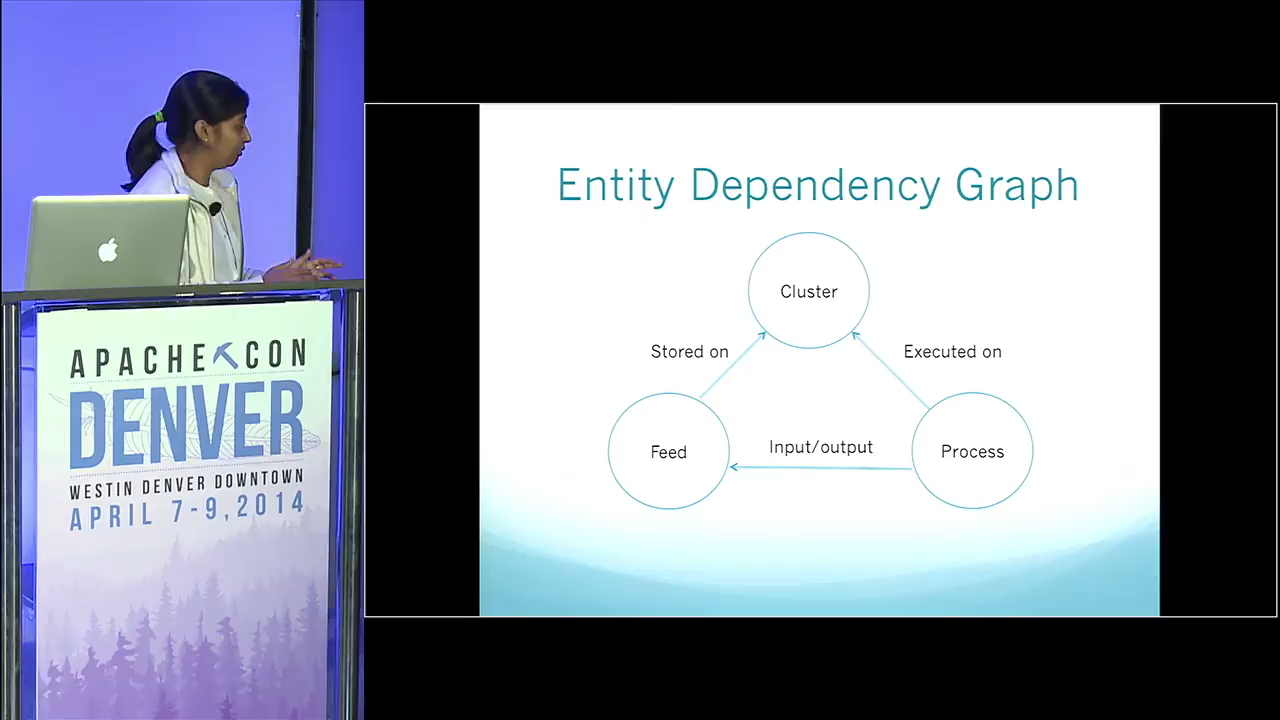 APACHE CON
DENVER
WESTIN DENVER DOWNTOWN
APRIL 7-9, 2014
Entity Dependency Graph
Cluster
Stored on
Executed on
Feed
Input/output
Process